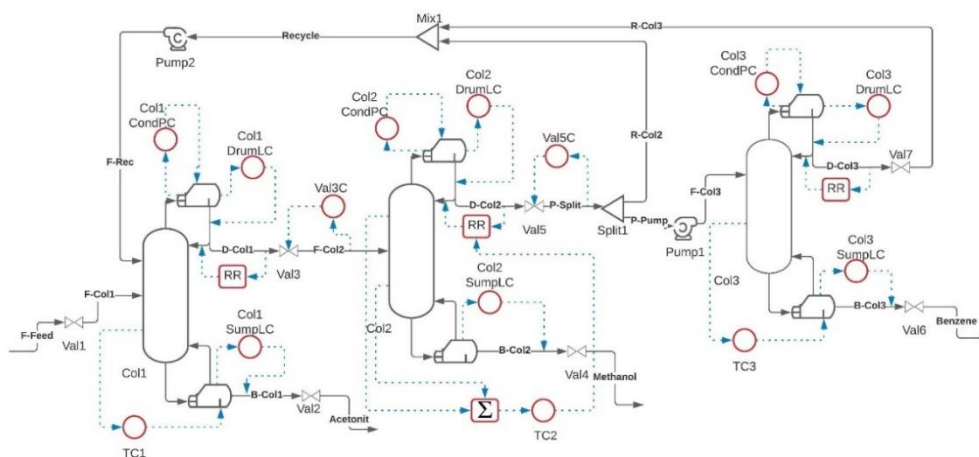 Mix1
R-Col3
Recycle
Pump2
Col1
CondPC
Col1
DrumLC
F-Rec
Col2
CondPC
Col2
DrumLC
Val5C
R-Col2
Col3
CondPC
Col3
DrumLC
D-Col3
Val7
RR
F-Col3
Val3C
D-Col1
Val3
F-Col2
RR
D-Col2
Val5
P-Split
Split1
P-Pump
Pump1
RR
F-Col1
F-Feed
Val1
Col1
Col1
SumpLC
B-Col1
Val2
Acetonit
TC1
Col2
Col2
SumpLC
B-Col2
Val4
Methanol
Σ
TC2
Col3
Col3
SumpLC
B-Col3
Val6
Benzene
TC3
C
C